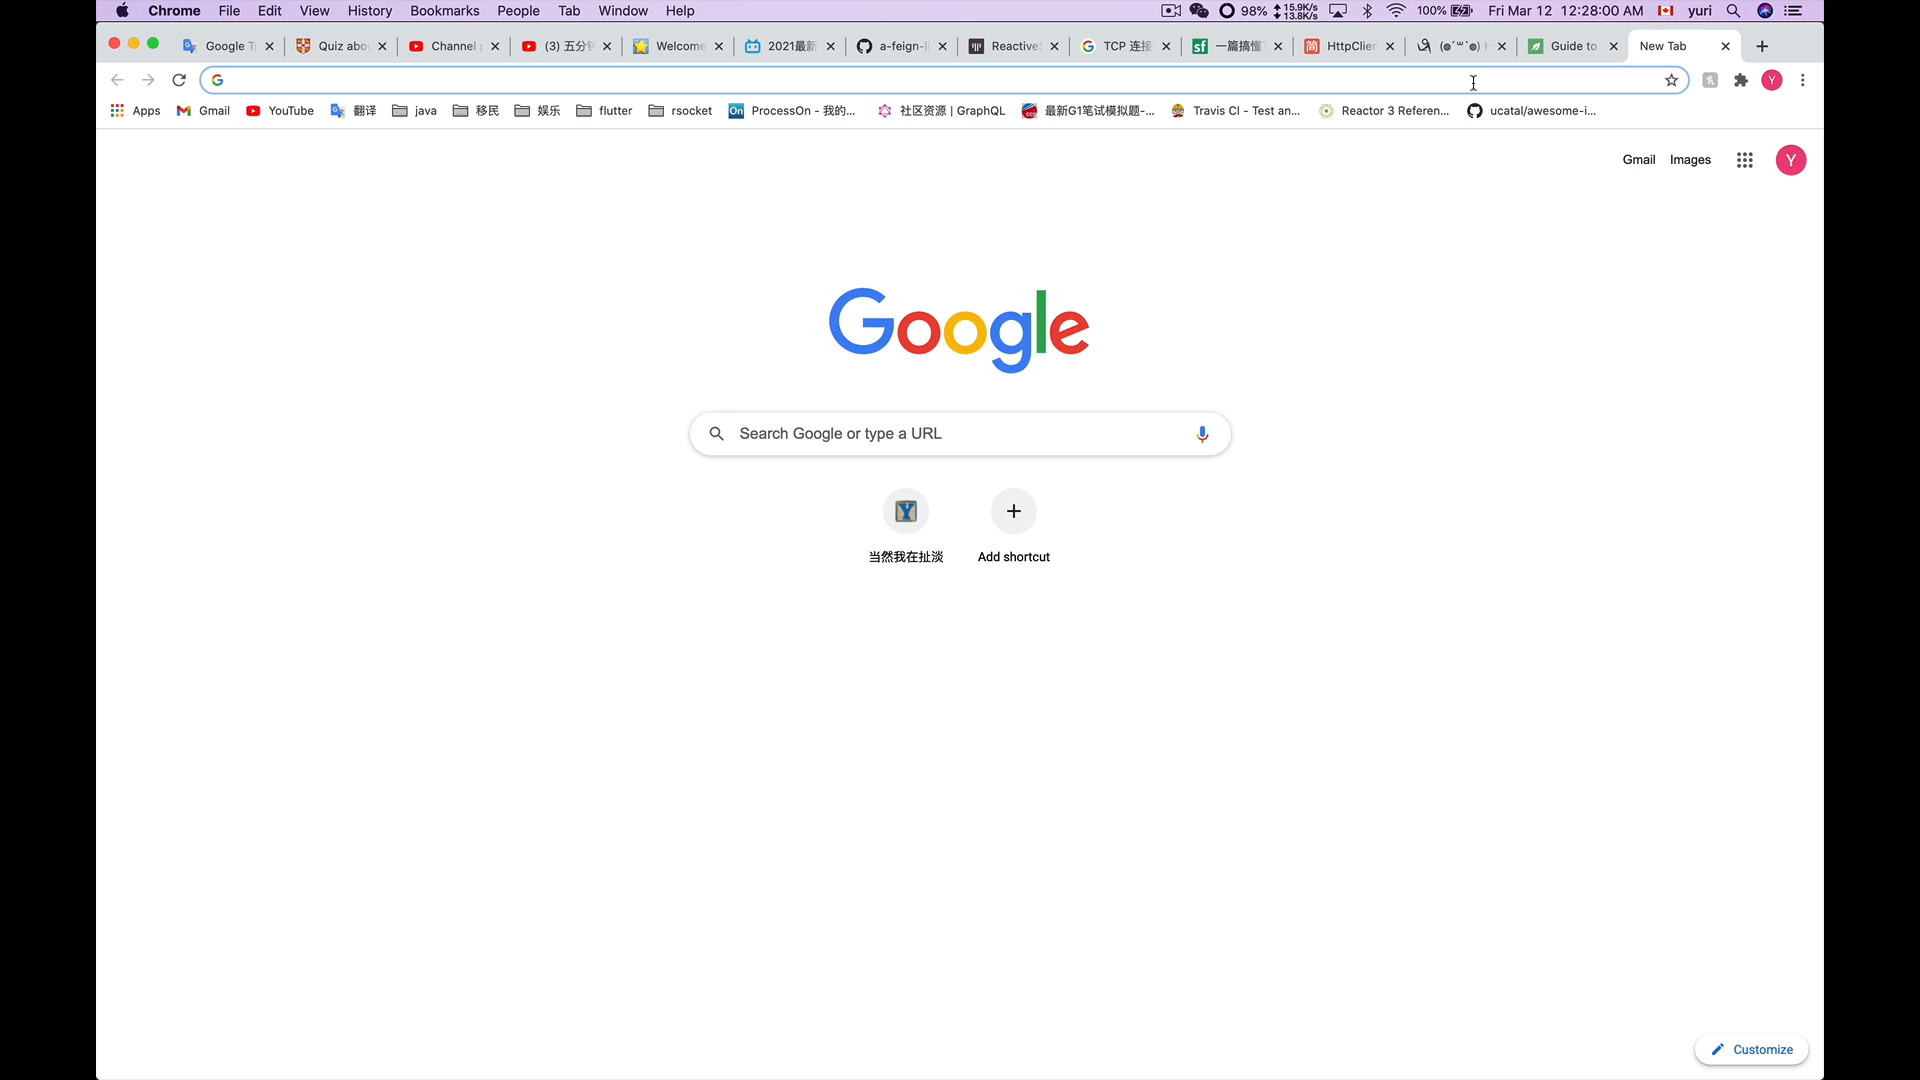 Chrome File Edit View History Bookmarks People Tab Window Help 98% 15.9K/s 13.8K/s 100% Fri Mar 12 12:28:00 AM yuri
Google T Quiz abo Channel (3) 五分 Welcome 2021最新 a-feign-l Reactive TCP 连接 sf 一篇搞懂 HttpClie Guide to New Tab
Apps Gmail YouTube 翻译 java 移民 娱乐 flutter rsocket On ProcessOn - 我的... 社区资源 | GraphQL 最新G1笔试模拟题-... Travis CI - Test an... Reactor 3 Referen... ucatal/awesome-i...
Gmail Images Y
Google
Search Google or type a URL
当然我在扯淡 Add shortcut
Customize